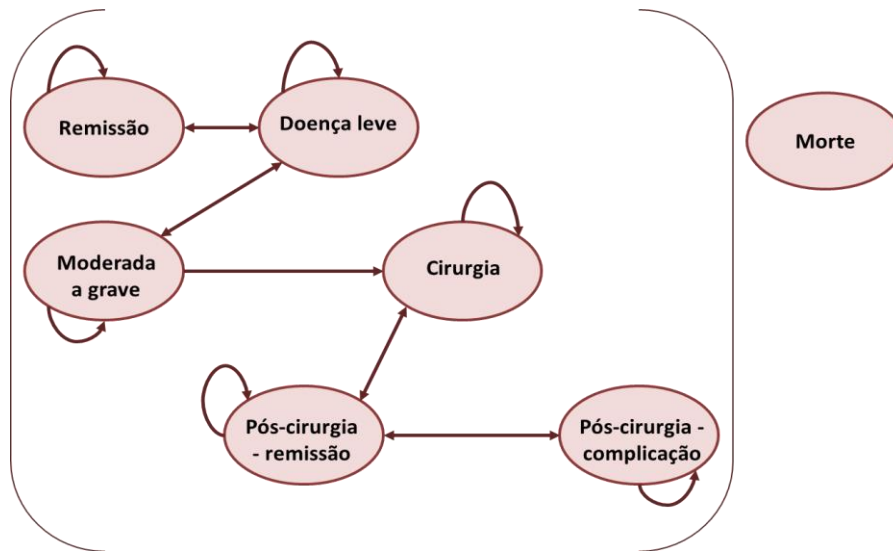 Remissão
Doença leve
Morte
Moderada
a grave
Cirurgia
Pós-cirurgia
- remissão
Pós-cirurgia -
complicação